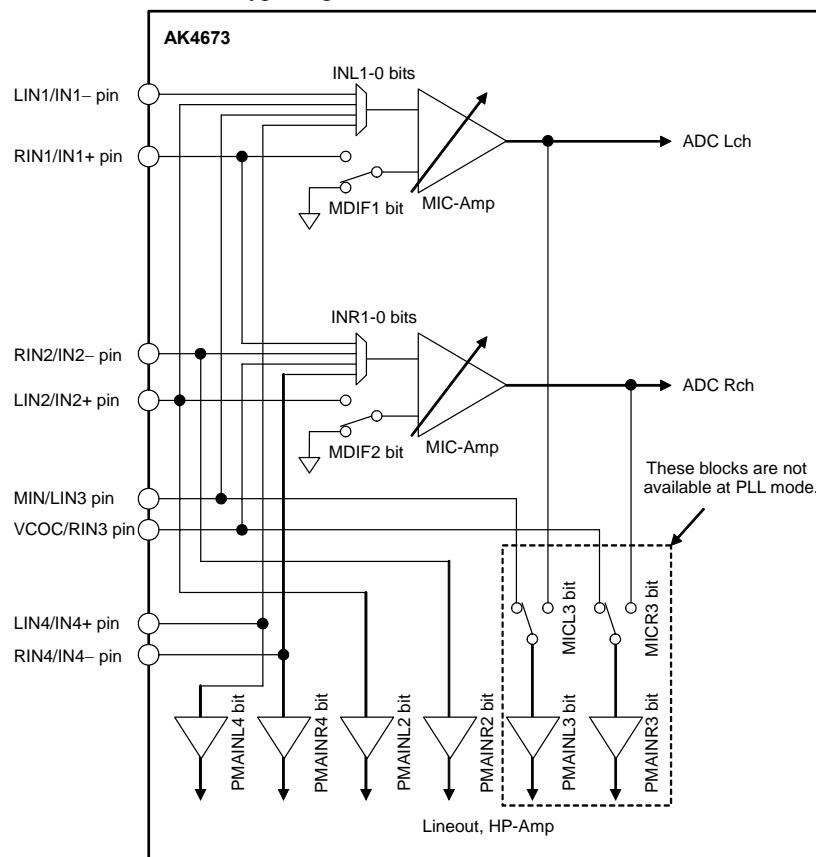 AK4673
INL1-0 bits
LIN1/IN1− pin
ADC Lch
RIN1/IN1+ pin
MDIF1 bit
MIC-Amp
INR1-0 bits
RIN2/IN2− pin
ADC Rch
LIN2/IN2+ pin
MDIF2 bit
MIC-Amp
These blocks are not
available at PLL mode.
MIN/LIN3 pin
VCOC/RIN3 pin
MICL3 bit
MICR3 bit
LIN4/IN4+ pin
RIN4/IN4− pin
PMAINL4 bit
PMAINR4 bit
PMAINL2 bit
PMAINR2 bit
PMAINL3 bit
PMAINR3 bit
Lineout, HP-Amp